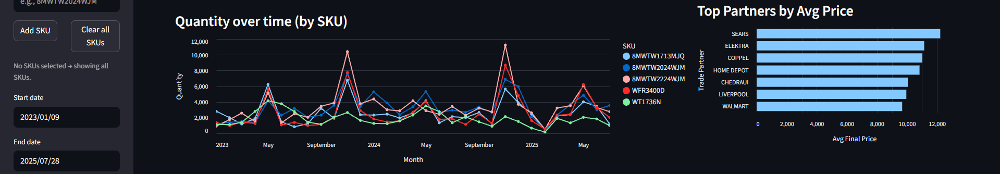 e.g., 8MWTW2024WJM
Add SKU
Clear all
SKUs
No SKUs selected → showing all
SKUs.
Start date
2023/01/09
End date
2025/07/28
Quantity over time (by SKU)
Quantity
12,000
10,000
8,000
6,000
4,000
2,000
0
2023
May
September
2024
May
September
2025
May
Month
SKU
8MWTW1713MJQ
8MWTW2024WJM
8MWTW2224WJM
WFR3400D
WT1736N
Top Partners by Avg Price
Trade Partner
SEARS
ELEKTRA
COPPEL
HOME DEPOT
CHEDRAUI
LIVERPOOL
WALMART
0
2,000
4,000
6,000
8,000
10,000
12,000
Avg Final Price